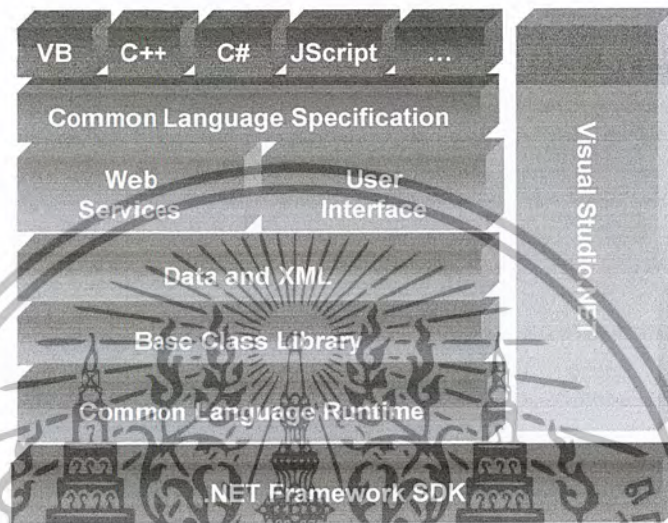 VB C++ C# JScript ...
Common Language Specification
Web Services
User Interface
Data and XML
Base Class Library
Common Language Runtime
.NET Framework SDK
Visual Studio.NET